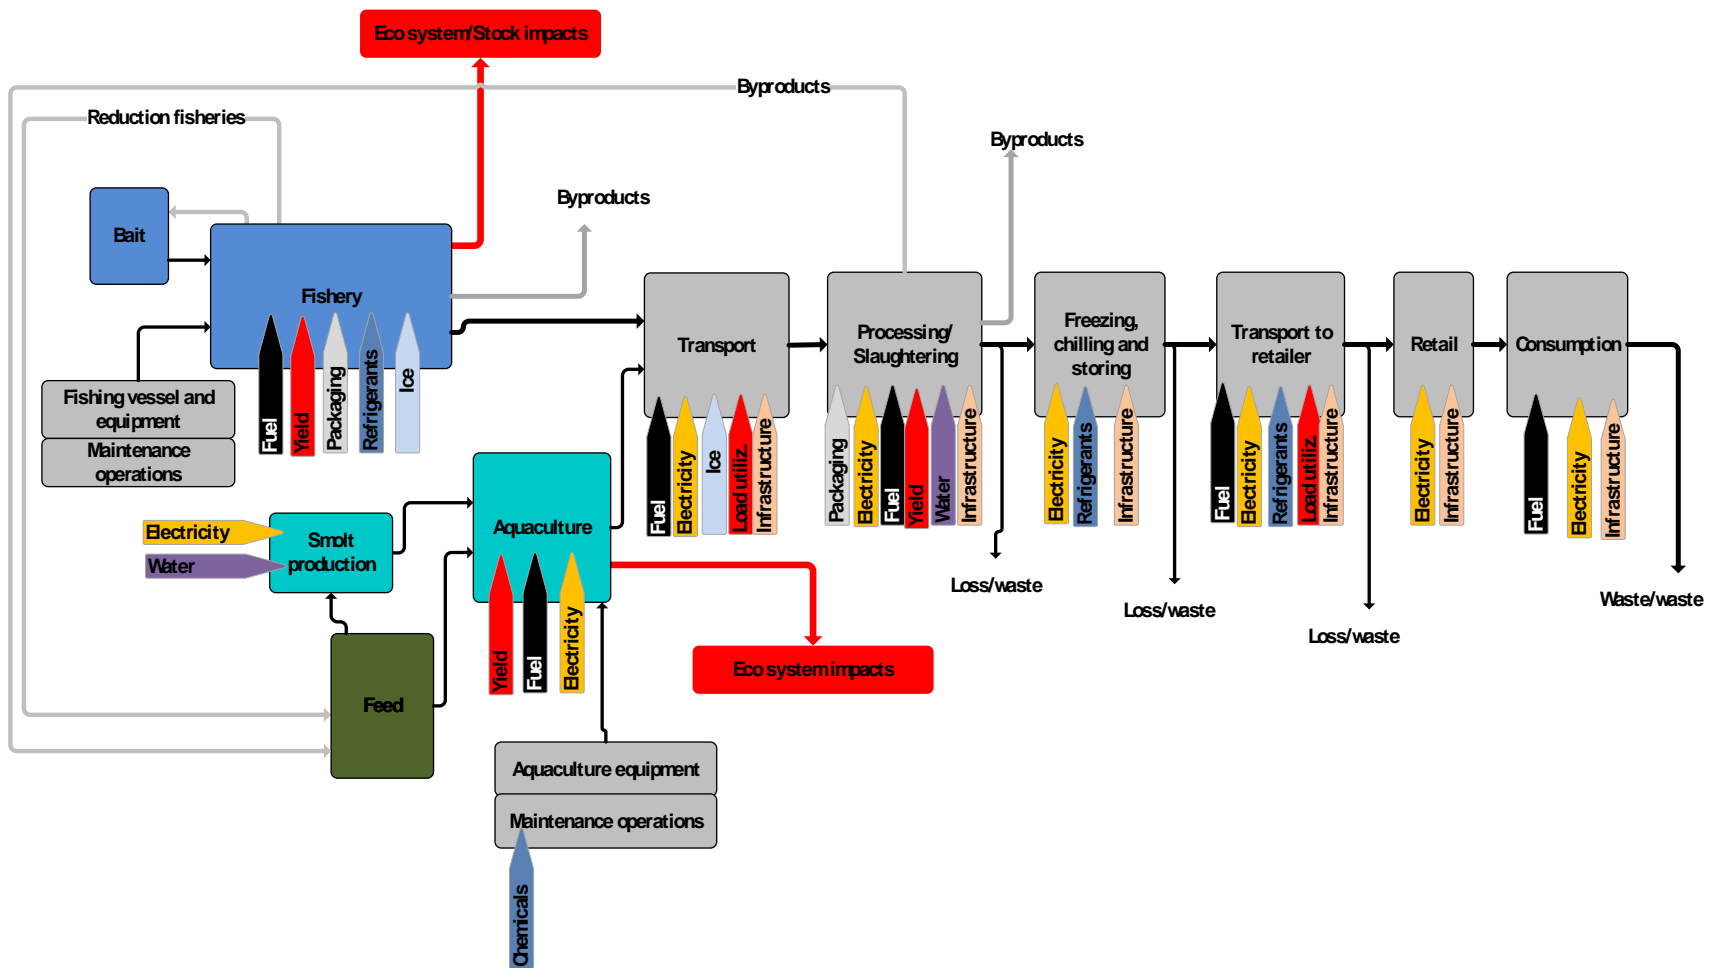 Eco system/Stock impacts
Byproducts
Reduction fisheries
Byproducts
Byproducts
Bait
Fishery
Fuel
Yield
Packaging
Refrigerants
Ice
Fishing vessel and
equipment
Maintenance
operations
Transport
Fuel
Electricity
Ice
Load utiliz.
Infrastructure
Processing/
Slaughtering
Packaging
Electricity
Fuel
Yield
Water
Infrastructure
Freezing,
chilling and
storing
Electricity
Refrigerants
Infrastructure
Transport to
retailer
Fuel
Electricity
Refrigerants
Load utiliz.
Infrastructure
Retail
Electricity
Infrastructure
Consumption
Fuel
Electricity
Infrastructure
Electricity
Water
Smolt
production
Aquaculture
Yield
Fuel
Electricity
Loss/waste
Loss/waste
Loss/waste
Waste/waste
Eco system impacts
Feed
Aquaculture equipment
Maintenance operations
Chemicals